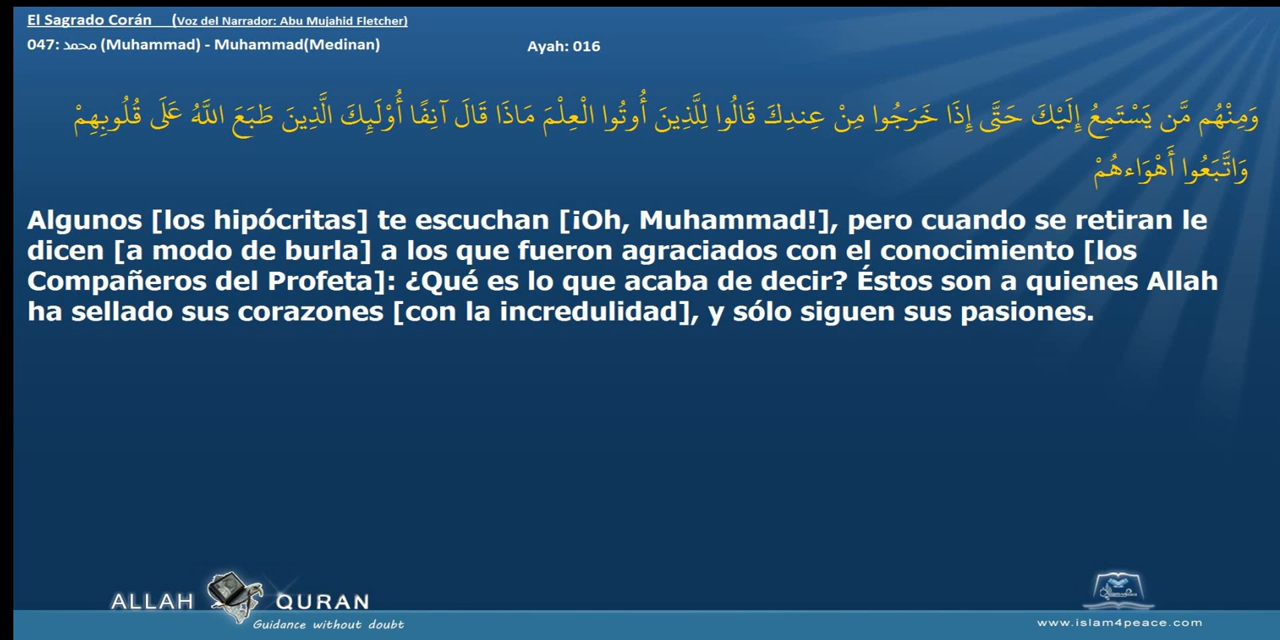 El Sagrado Corán (Voz del Narrador: Abu Mujahid Fletcher)
047: محمد (Muhammad) - Muhammad(Medinan) Ayah: 016
وَمِنْهُم مَّن يَسْتَمِعُ إِلَيْكَ حَتَّى إِذَا خَرَجُوا مِنْ عِندِكَ قَالُوا لِلَّذِينَ أُوتُوا الْعِلْمَ مَاذَا قَالَ آنِفًا أُوْلَئِكَ الَّذِينَ طَبَعَ اللَّهُ عَلَى قُلُوبِهِمْ
وَاتَّبَعُوا أَهْوَاءهُمْ
Algunos [los hipócritas] te escuchan [¡Oh, Muhammad!], pero cuando se retiran le
dicen [a modo de burla] a los que fueron agraciados con el conocimiento [los
Compañeros del Profeta]: ¿Qué es lo que acaba de decir? Éstos son a quienes Allah
ha sellado sus corazones [con la incredulidad], y sólo siguen sus pasiones.
ALLAH QURAN
Guidance without doubt
www.islam4peace.com